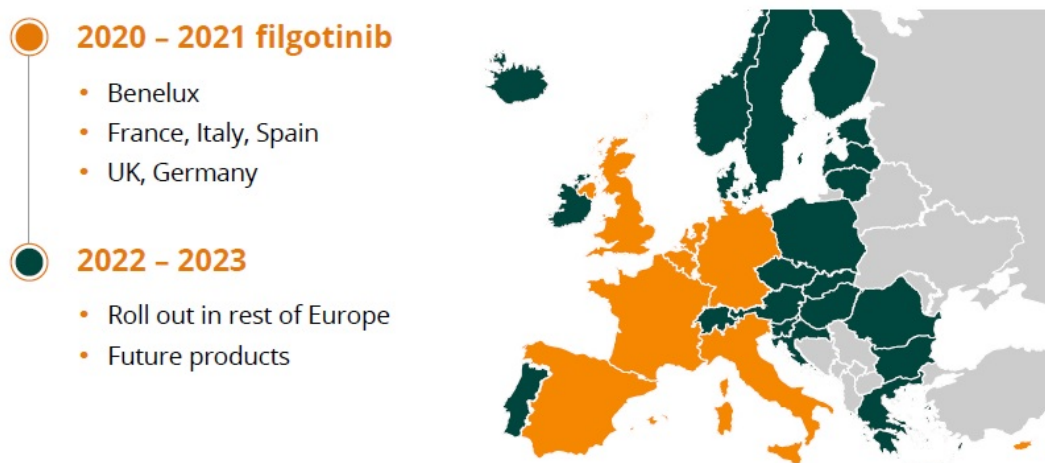 2020 – 2021 filgotinib
• Benelux
• France, Italy, Spain
• UK, Germany
2022 – 2023
• Roll out in rest of Europe
• Future products